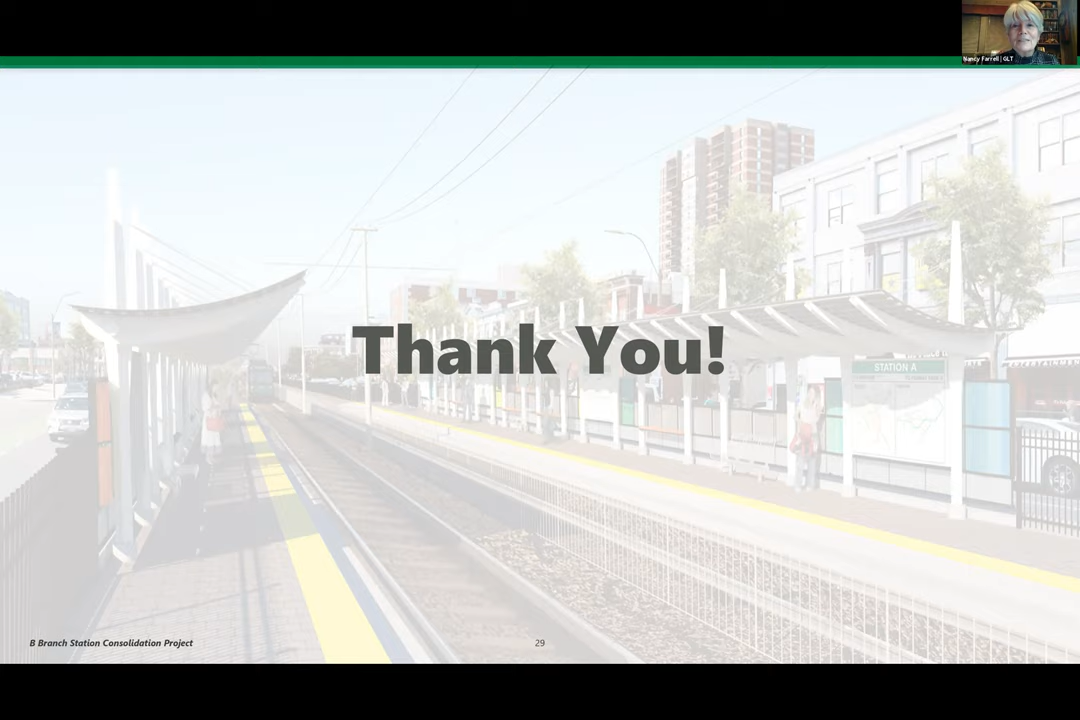 Nancy Farrell | GLT
Thank You!
STATION A
B Branch Station Consolidation Project
29